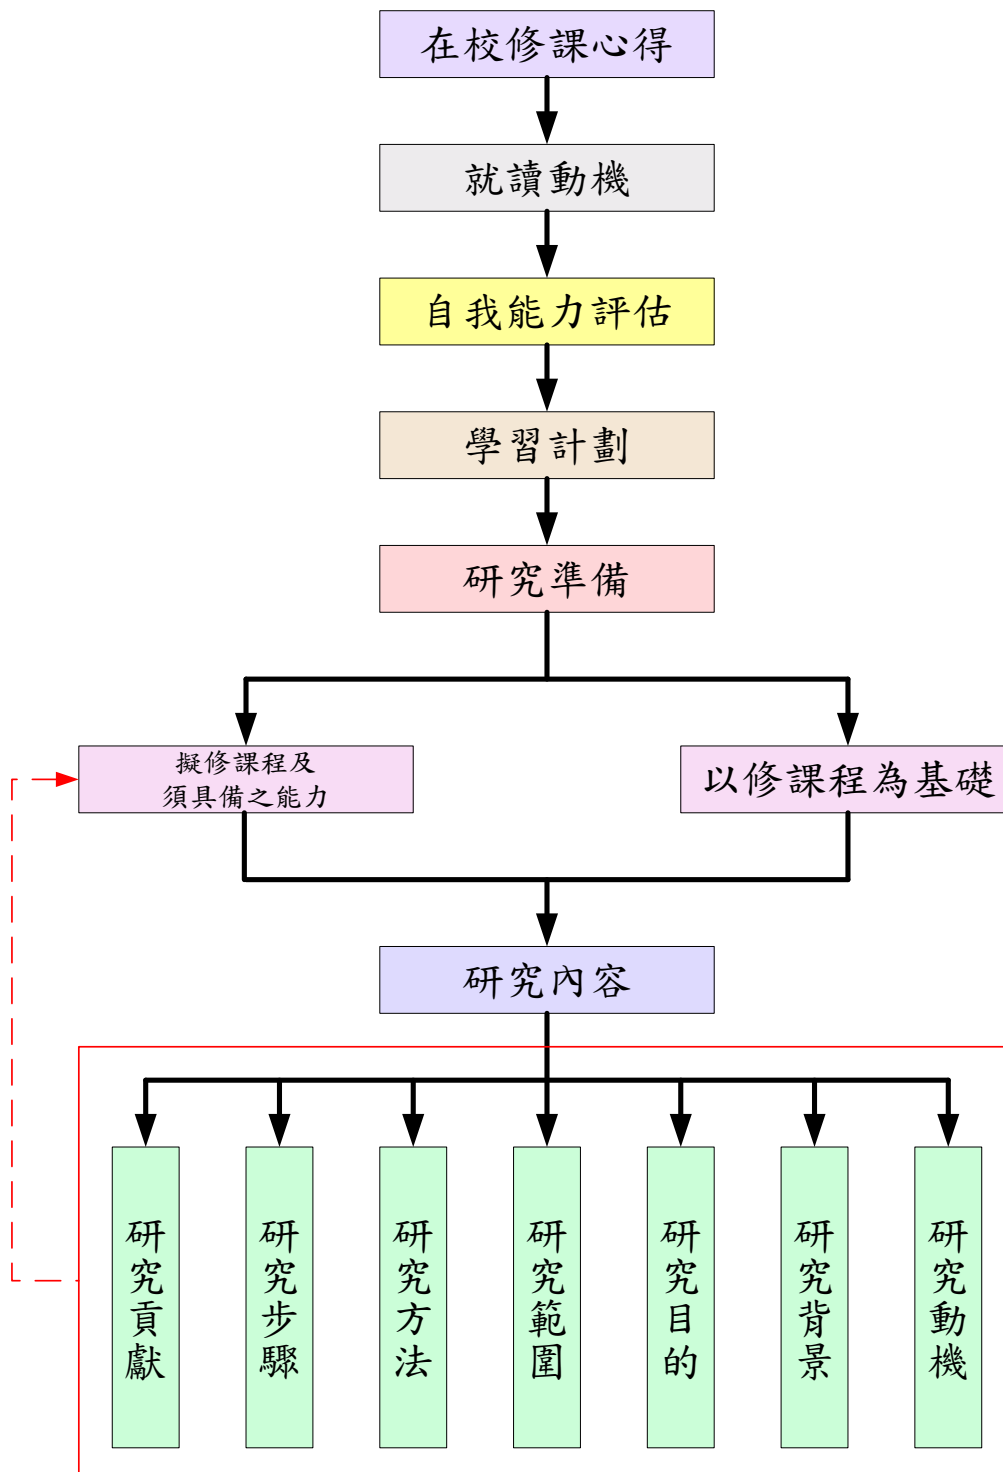 在校修課心得
就讀動機
自我能力評估
學習計劃
研究準備
擬修課程及
須具備之能力
以修課程為基礎
研究內容
研究貢獻
研究步驟
研究方法
研究範圍
研究目的
研究背景
研究動機